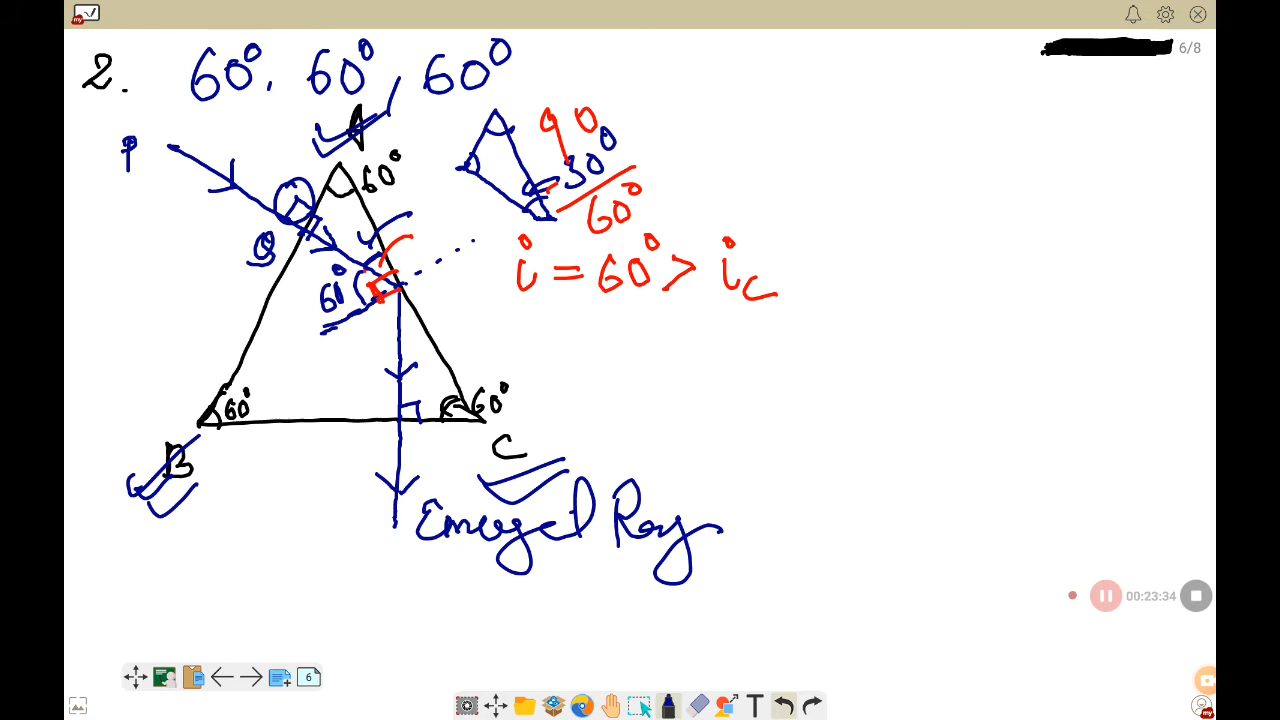 6/8
2. 60°, 60°, 60°
P
A
90
30°
60°
60°
Q
60°
i = 60° > ic
60°
60°
B
C
Emergel Ray
00:23:34
6